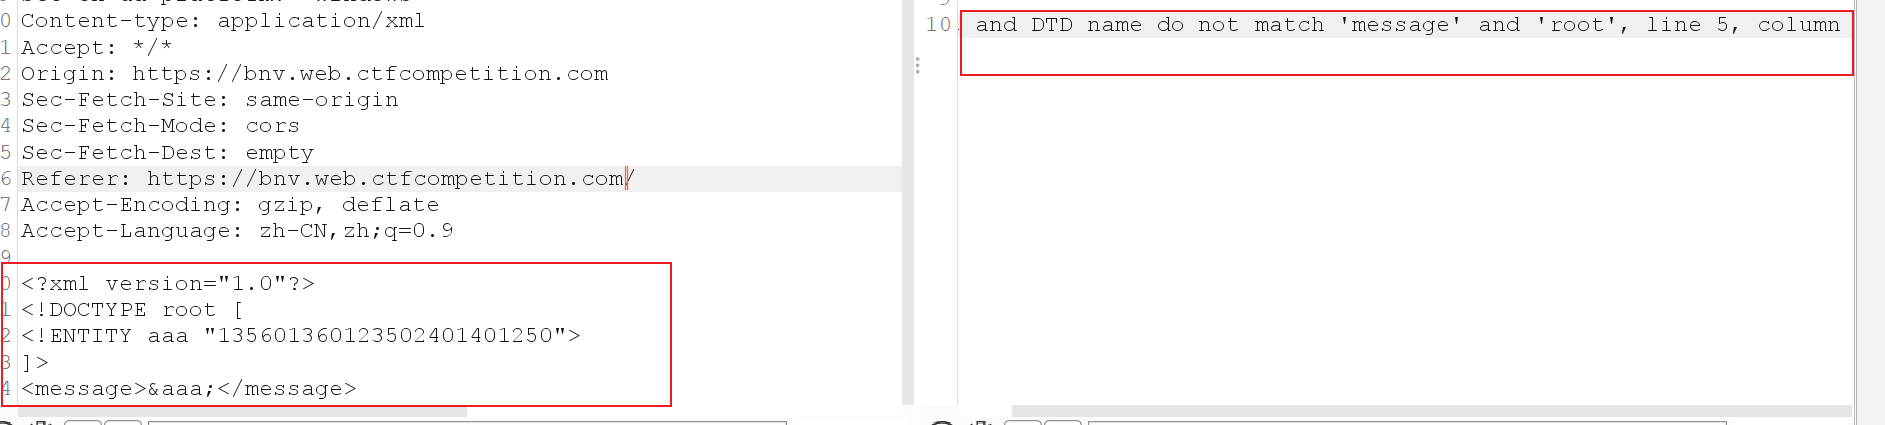 0 Content-type: application/xml
1 Accept: */*
2 Origin: https://bnv.web.ctfcompetition.com
3 Sec-Fetch-Site: same-origin
4 Sec-Fetch-Mode: cors
5 Sec-Fetch-Dest: empty
6 Referer: https://bnv.web.ctfcompetition.com/
7 Accept-Encoding: gzip, deflate
8 Accept-Language: zh-CN,zh;q=0.9
9
0 <?xml version="1.0"?>
1 <!DOCTYPE root [
2 <!ENTITY aaa "135601360123502401401250">
3 ]>
4 <message>&aaa;</message>
10 and DTD name do not match 'message' and 'root', line 5, column